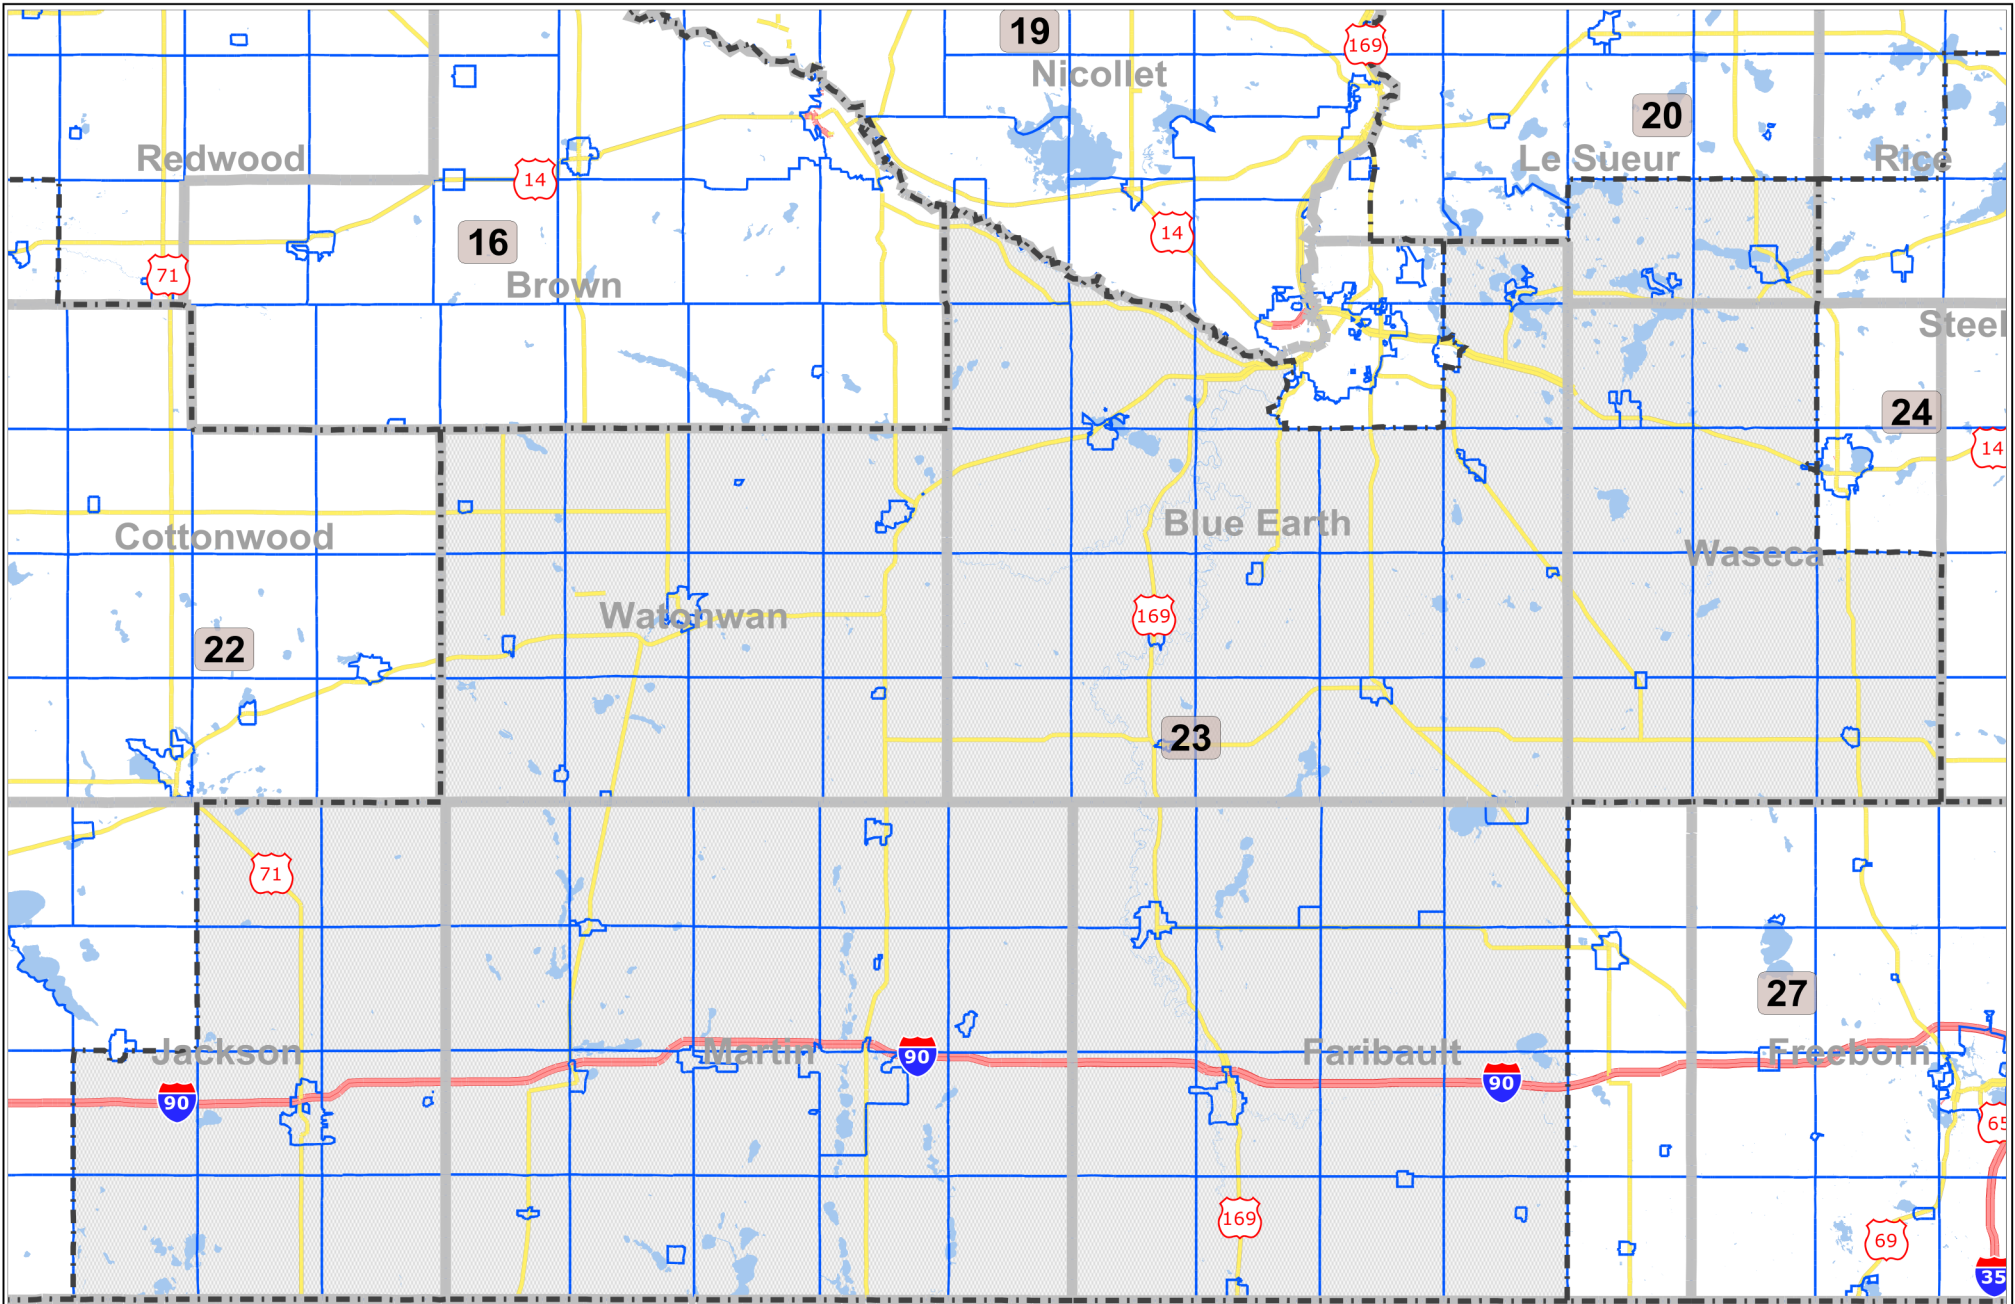 19
169
Nicollet
20
Redwood
Le Sueur
Rice
14
14
16
71
Brown
Steel
24
14
Blue Earth
Cottonwood
Waseca
Watonwan
169
22
23
71
27
Jackson
Martin
90
Faribault
Freeborn
90
90
65
169
69
35